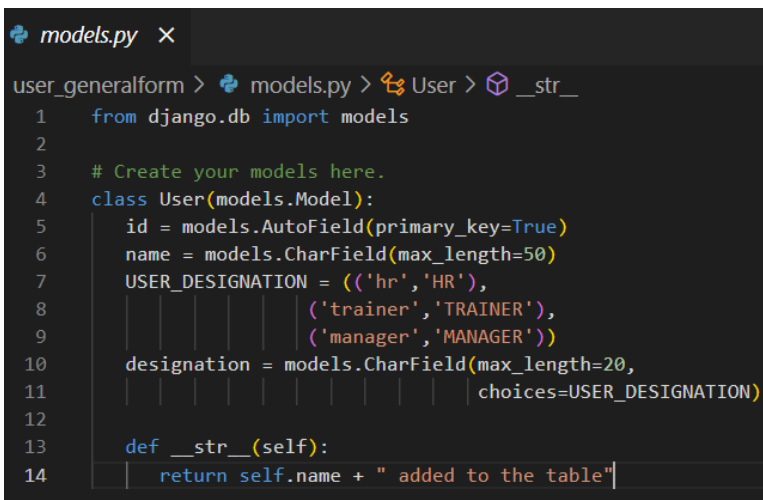 models.py ×
user_generalform > models.py > User > __str__
1 from django.db import models
2
3 # Create your models here.
4 class User(models.Model):
5 id = models.AutoField(primary_key=True)
6 name = models.CharField(max_length=50)
7 USER_DESIGNATION = (('hr','HR'),
8 ('trainer','TRAINER'),
9 ('manager','MANAGER'))
10 designation = models.CharField(max_length=20,
11 choices=USER_DESIGNATION)
12
13 def __str__(self):
14 return self.name + " added to the table"